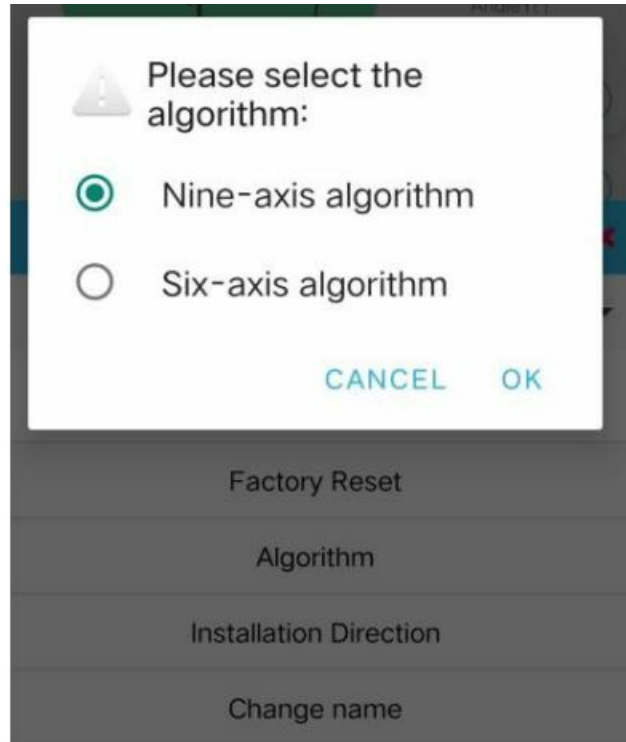 Please select the
algorithm:
Nine-axis algorithm
Six-axis algorithm
CANCEL OK
Factory Reset
Algorithm
Installation Direction
Change name